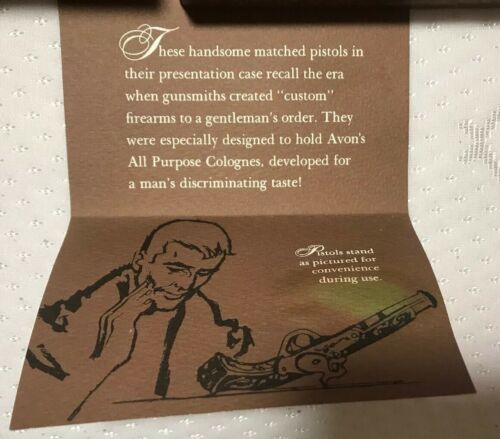 These handsome matched pistols in
their presentation case recall the era
when gunsmiths created "custom"
firearms to a gentleman's order. They
were especially designed to hold Avon's
All Purpose Colognes, developed for
a man's discriminating taste!
Pistols stand
as pictured for
convenience
during use.